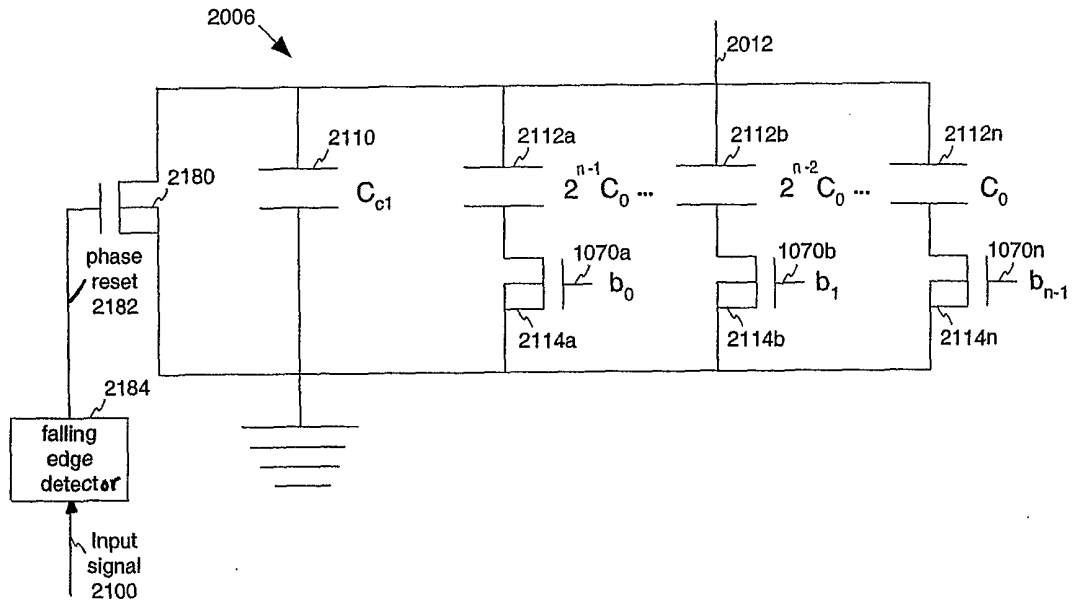 2006
2012
2110
2112a
2112b
2112n
2180
C_c1
2^{n-1} C_0 ...
2^{n-2} C_0 ...
C_0
phase
reset
2182
1070a
1070b
1070n
b_0
b_1
b_{n-1}
2114a
2114b
2114n
2184
falling
edge
detector
Input
signal
2100